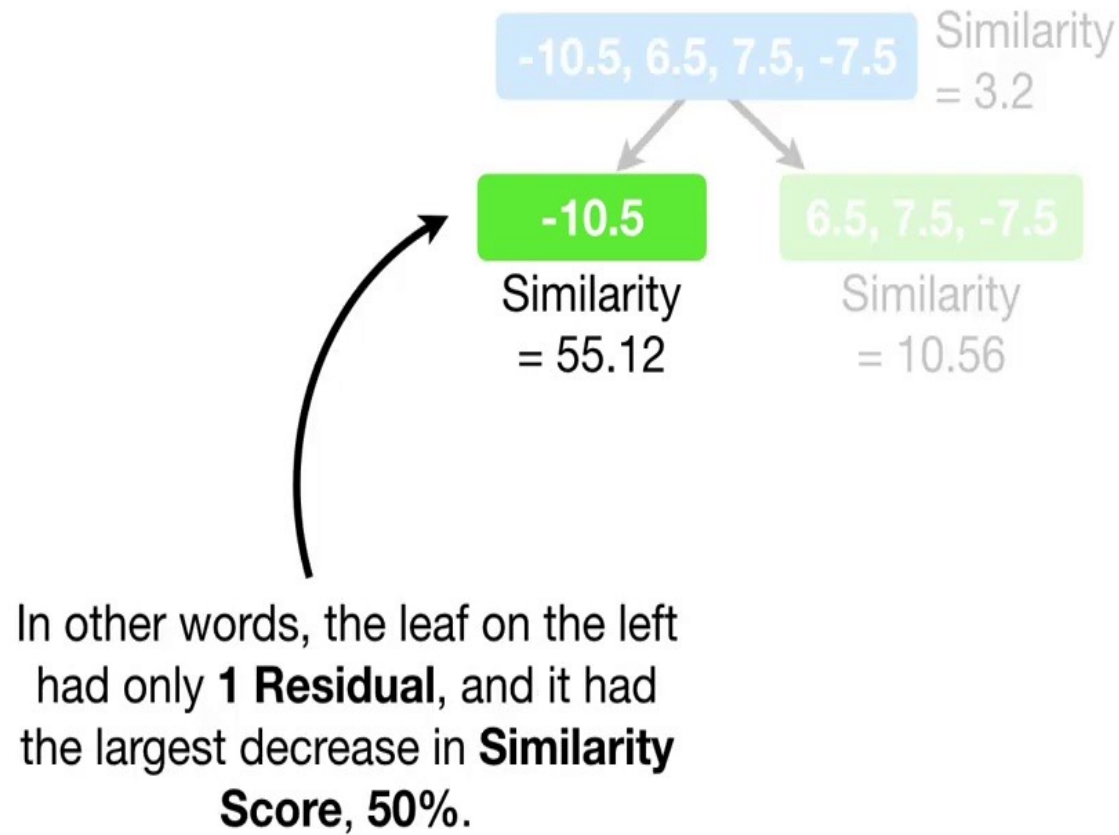 -10.5, 6.5, 7.5, -7.5
Similarity
= 3.2
-10.5
6.5, 7.5, -7.5
Similarity
= 55.12
Similarity
= 10.56
In other words, the leaf on the left
had only 1 Residual, and it had
the largest decrease in Similarity
Score, 50%.